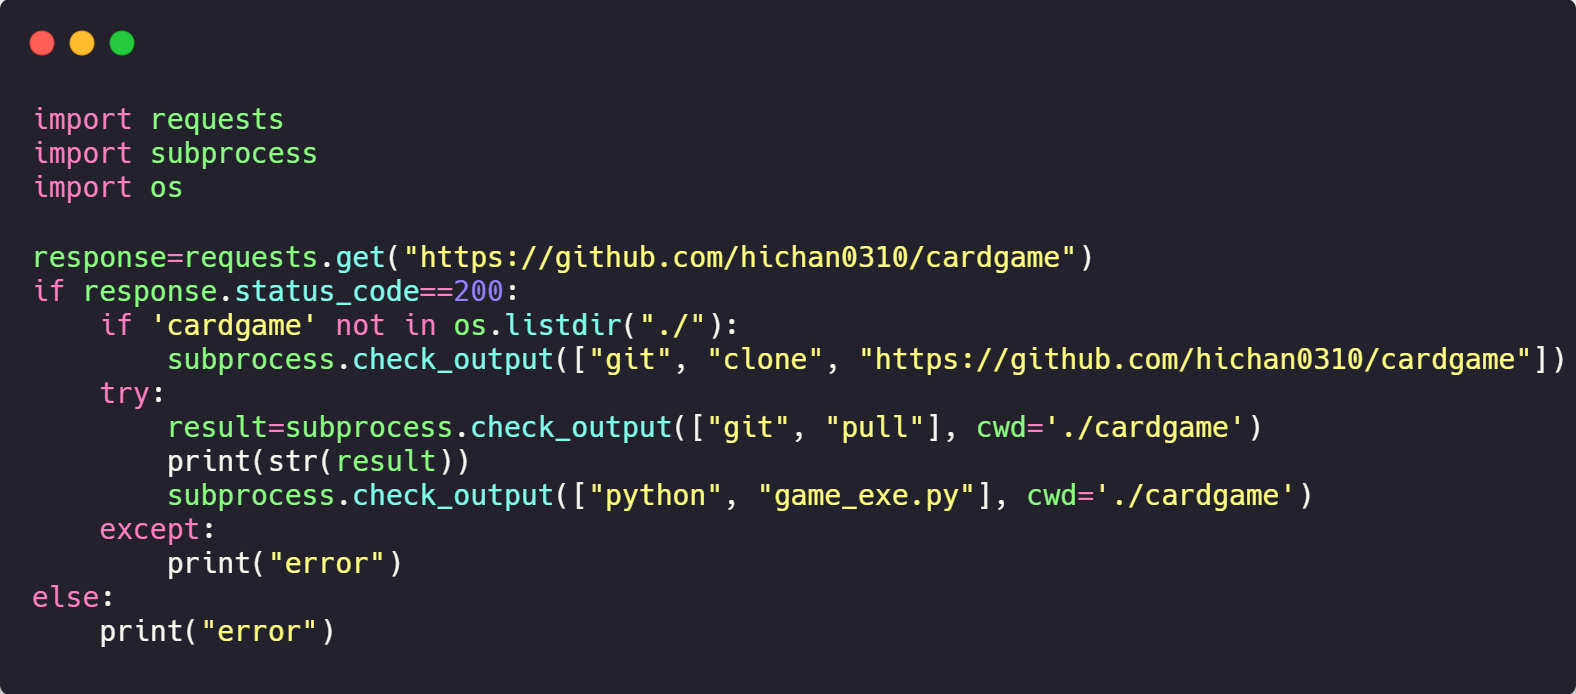 import requests
import subprocess
import os

response=requests.get("https://github.com/hichan0310/cardgame")
if response.status_code==200:
    if 'cardgame' not in os.listdir("./"):
        subprocess.check_output(["git", "clone", "https://github.com/hichan0310/cardgame"])
    try:
        result=subprocess.check_output(["git", "pull"], cwd='./cardgame')
        print(str(result))
        subprocess.check_output(["python", "game_exe.py"], cwd='./cardgame')
    except:
        print("error")
else:
    print("error")